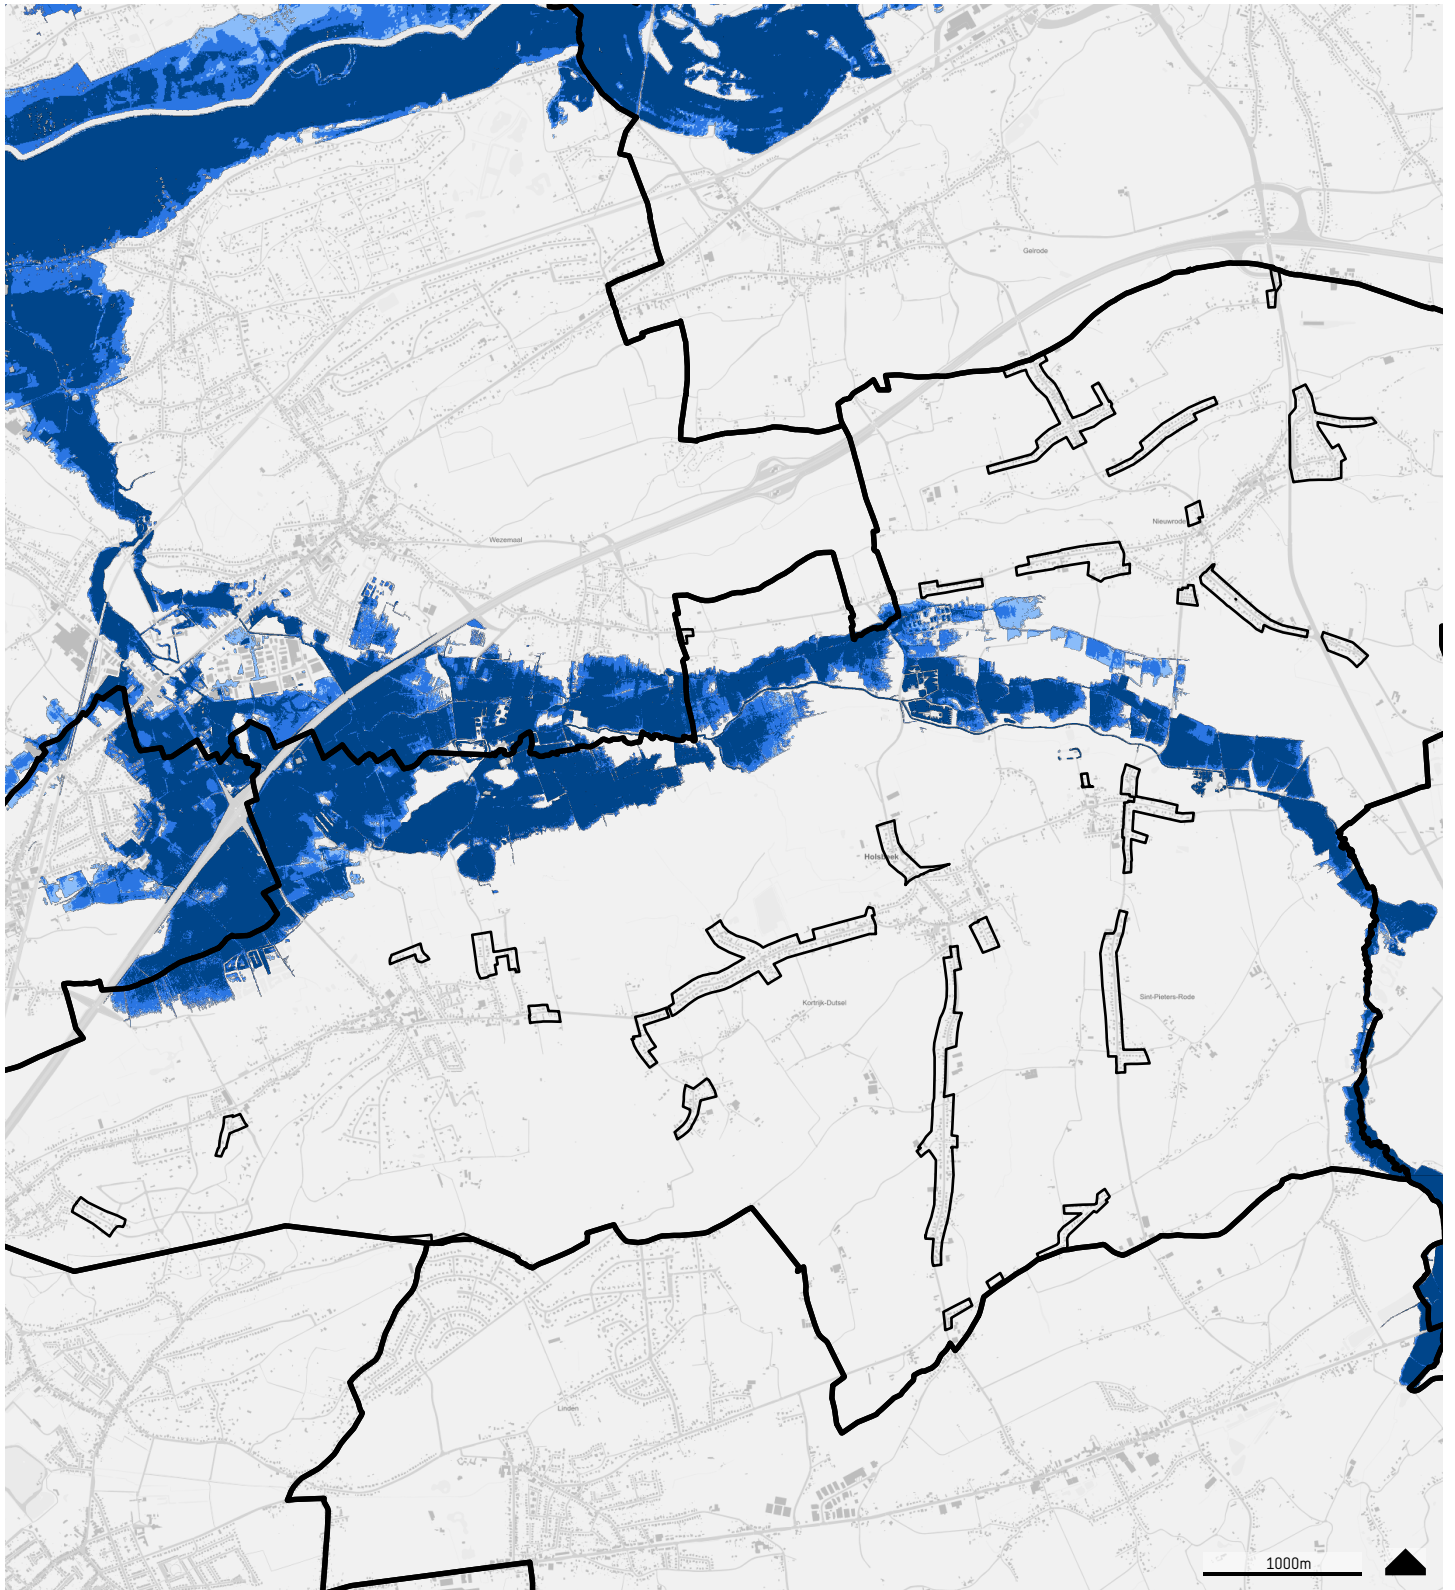 Gelrode
Nieuwrode
Wezemaal
Holsbeek
Sint-Pieters-Rode
Kortrijk-Dutsel
Linden
1000m